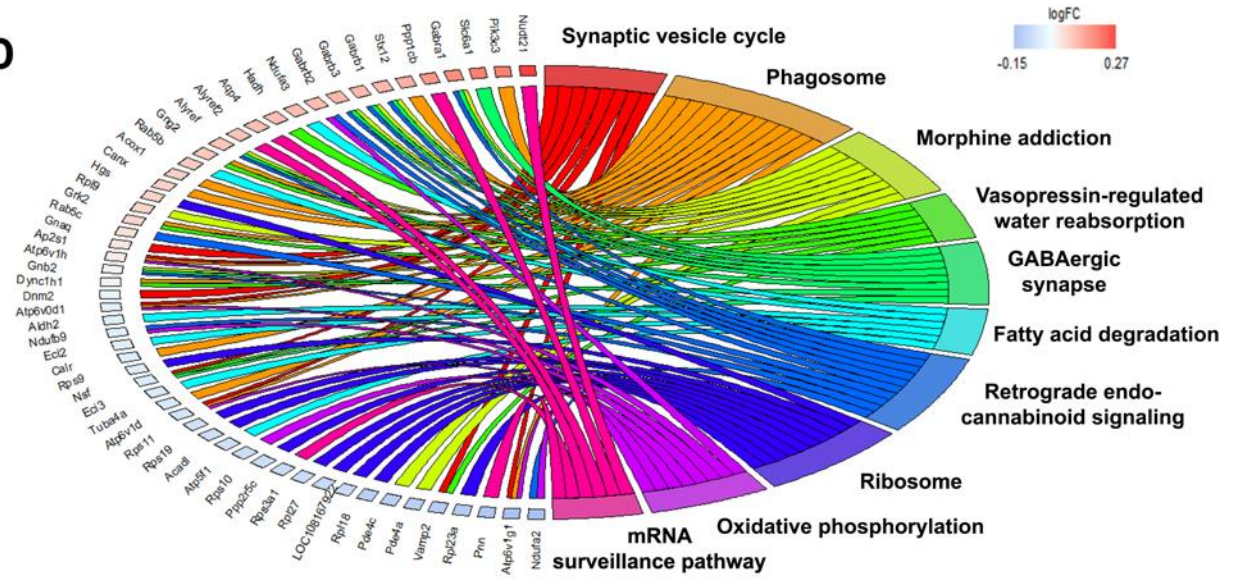 D
logFC
-0.15
0.27
Synaptic vesicle cycle
Phagosome
Morphine addiction
Vasopressin-regulated
water reabsorption
GABAergic
synapse
Fatty acid degradation
Retrograde endo-
cannabinoid signaling
Ribosome
Oxidative phosphorylation
mRNA
surveillance pathway
Nudt21
Pik3c3
Slc6a1
Gabra1
Ppp1cb
Stx12
Gabrb1
Gabrb3
Gabrb2
Ndufa3
Hadh
Aqp4
Alyref2
Alyref
Gng2
Rab5b
Acox1
Canx
Hgs
Rpl9
Grk2
Rab5c
Gnaq
Ap2s1
Atp6v1h
Gnb2
Dync1h1
Dnm2
Atp6v0d1
Aldh2
Ndufb9
Eci2
Calr
Rps9
Nsf
Eci3
Tuba4a
Atp6v1d
Rps11
Rps19
Acadl
Atp5f1
Rps10
Ppp2r5c
Rps3a1
Rpl27
LOC108167922
Rpl18
Pde4c
Pde4a
Vamp2
Rpl23a
Pnn
Atp6v1g1
Ndufa2